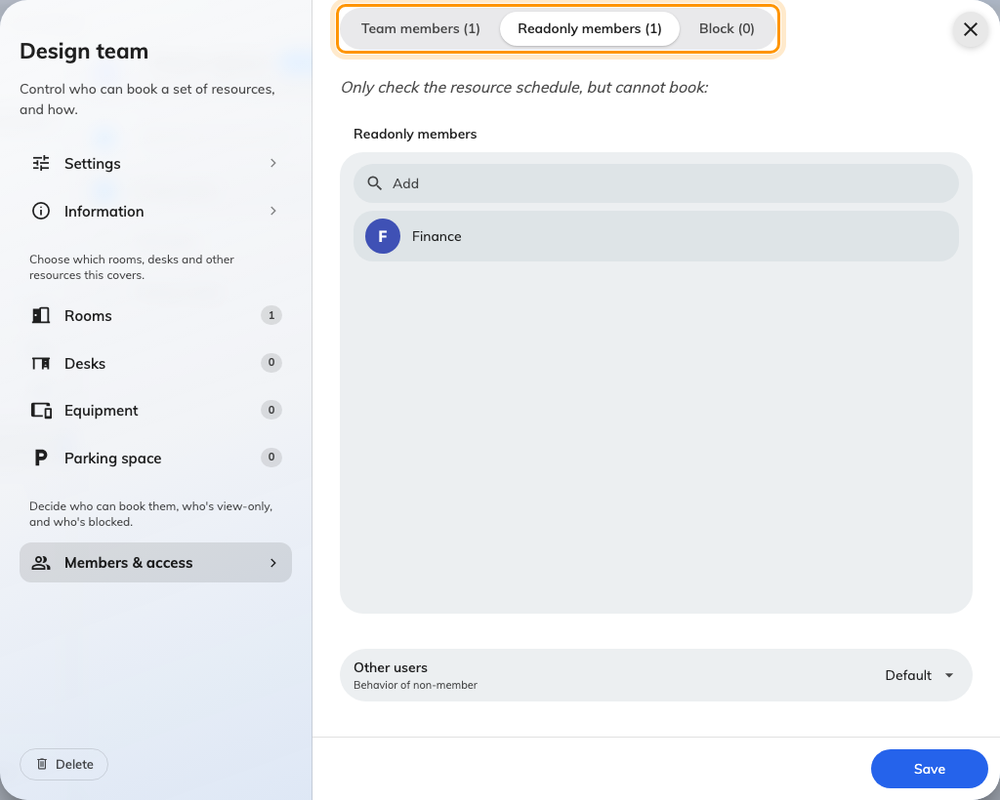 Design team
Control who can book a set of resources,
and how.
Settings
Information
Choose which rooms, desks and other
resources this covers.
Rooms 1
Desks 0
Equipment 0
Parking space 0
Decide who can book them, who's view-only,
and who's blocked.
Members & access
Delete
Team members (1) Readonly members (1) Block (0)
Only check the resource schedule, but cannot book:
Readonly members
Add
F Finance
Other users
Behavior of non-member
Default
Save